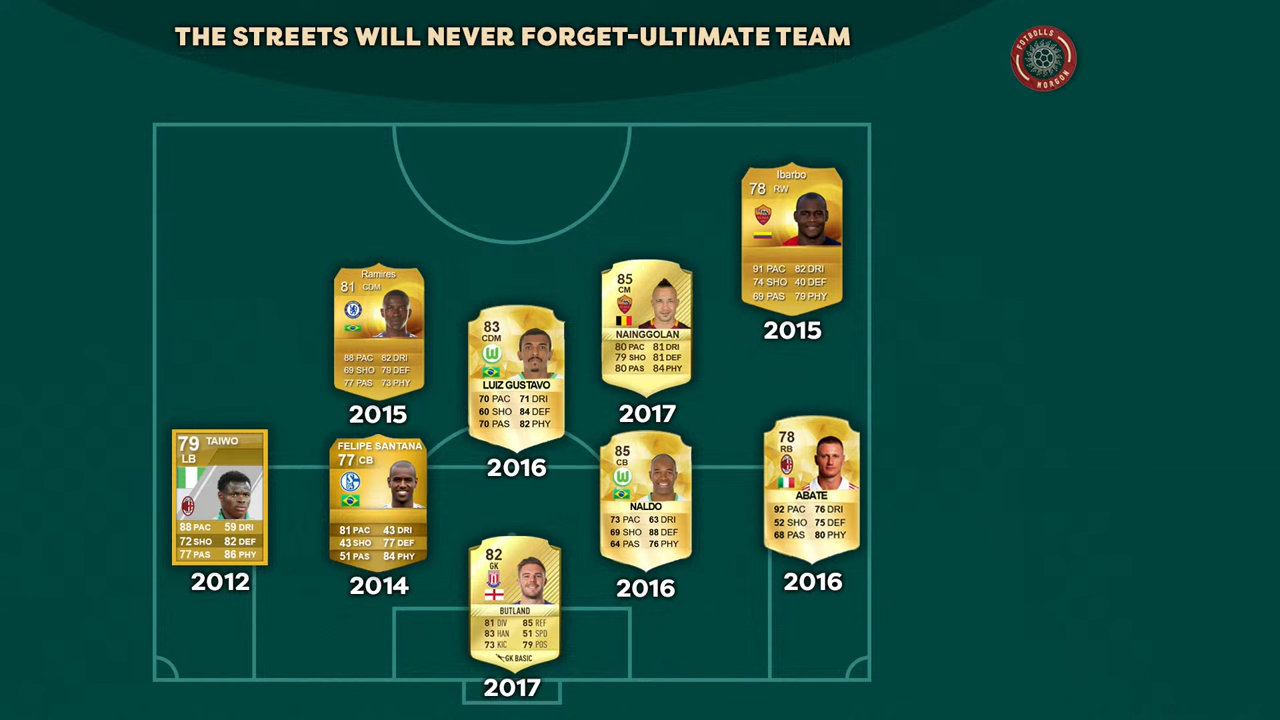 THE STREETS WILL NEVER FORGET-ULTIMATE TEAM
FOTBOLLS
MORGON
Ibarbo
78 RW
91 PAC 82 DRI
74 SHO 40 DEF
69 PAS 79 PHY
2015
Ramires
81 CDM
88 PAC 82 DRI
69 SHO 79 DEF
77 PAS 73 PHY
2015
83
CDM
LUIZ GUSTAVO
70 PAC 71 DRI
60 SHO 84 DEF
70 PAS 82 PHY
2016
85
CM
NAINGGOLAN
80 PAC 81 DRI
79 SHO 81 DEF
80 PAS 84 PHY
2017
79 TAIWO
LB
88 PAC 59 DRI
72 SHO 82 DEF
77 PAS 86 PHY
2012
FELIPE SANTANA
77 CB
81 PAC 43 DRI
43 SHO 77 DEF
51 PAS 84 PHY
2014
85
CB
NALDO
73 PAC 63 DRI
69 SHO 88 DEF
64 PAS 76 PHY
2016
78
RB
ABATE
92 PAC 76 DRI
52 SHO 75 DEF
68 PAS 80 PHY
2016
82
GK
BUTLAND
81 DIV 85 REF
83 HAN 51 SPD
73 KIC 79 POS
GK BASIC
2017